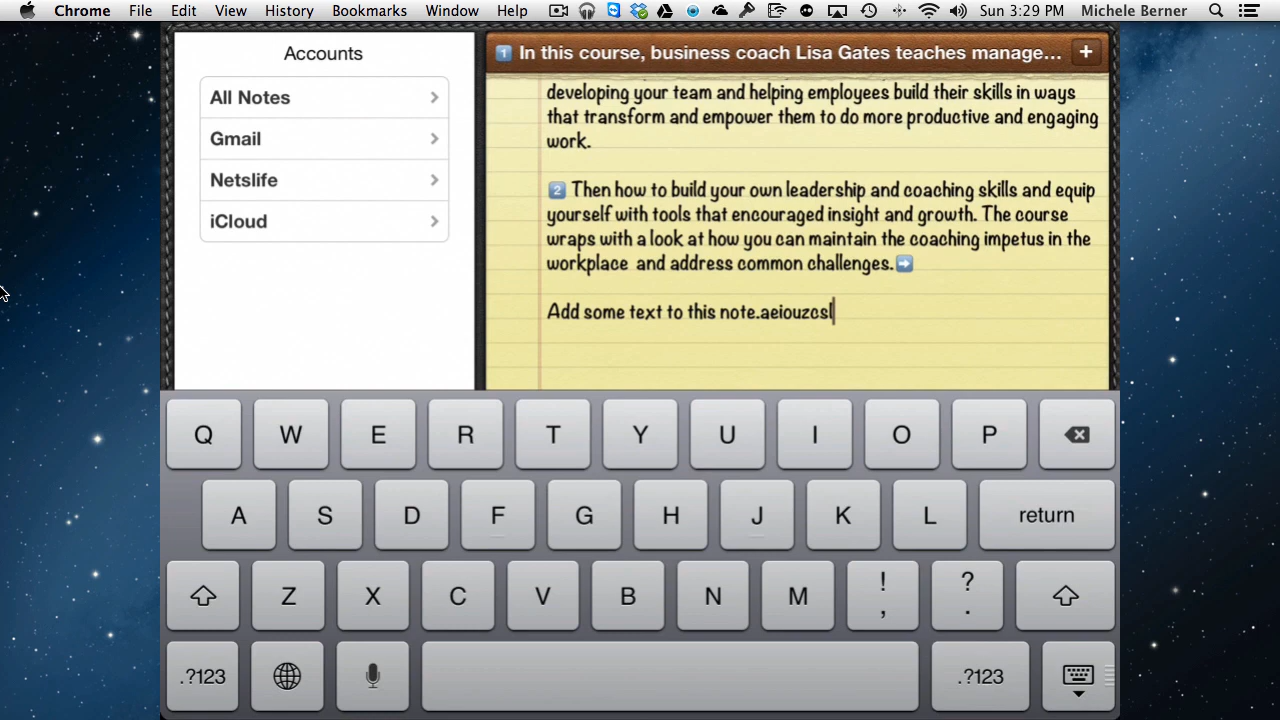 Chrome File Edit View History Bookmarks Window Help Sun 3:29 PM Michele Berner
Accounts
All Notes
Gmail
Netslife
iCloud
1 In this course, business coach Lisa Gates teaches manage... +
developing your team and helping employees build their skills in ways
that transform and empower them to do more productive and engaging
work.
2 Then how to build your own leadership and coaching skills and equip
yourself with tools that encouraged insight and growth. The course
wraps with a look at how you can maintain the coaching impetus in the
workplace and address common challenges.
Add some text to this note.aeiouzcsl
Q W E R T Y U I O P
A S D F G H J K L return
Z X C V B N M ! , ? .
.?123 .?123